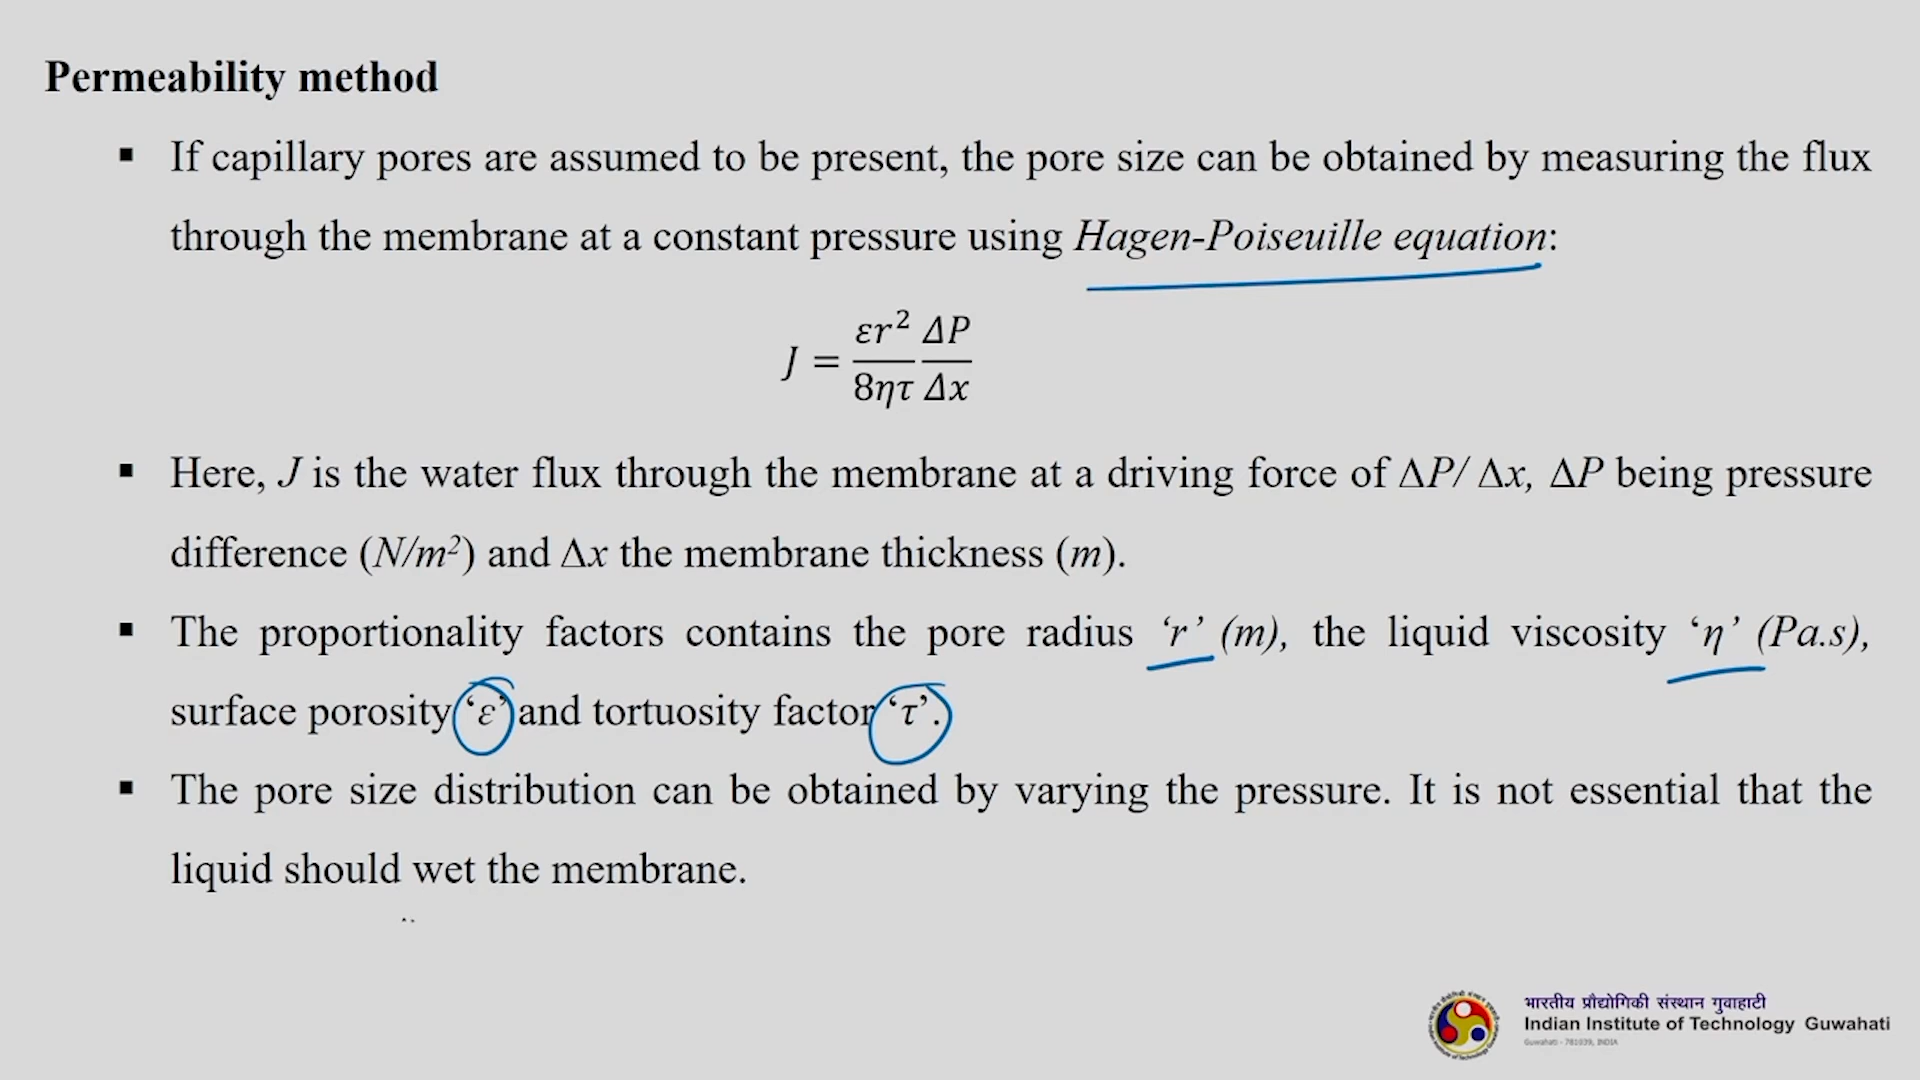 Permeability method
▪ If capillary pores are assumed to be present, the pore size can be obtained by measuring the flux
through the membrane at a constant pressure using Hagen-Poiseuille equation:
J = εr²/8ητ ΔP/Δx
▪ Here, J is the water flux through the membrane at a driving force of ΔP/ Δx, ΔP being pressure
difference (N/m²) and Δx the membrane thickness (m).
▪ The proportionality factors contains the pore radius ‘r’ (m), the liquid viscosity ‘η’ (Pa.s),
surface porosity ‘ε’ and tortuosity factor ‘τ’.
▪ The pore size distribution can be obtained by varying the pressure. It is not essential that the
liquid should wet the membrane.
भारतीय प्रौद्योगिकी संस्थान गुवाहाटी
Indian Institute of Technology Guwahati
Guwahati - 781039, INDIA